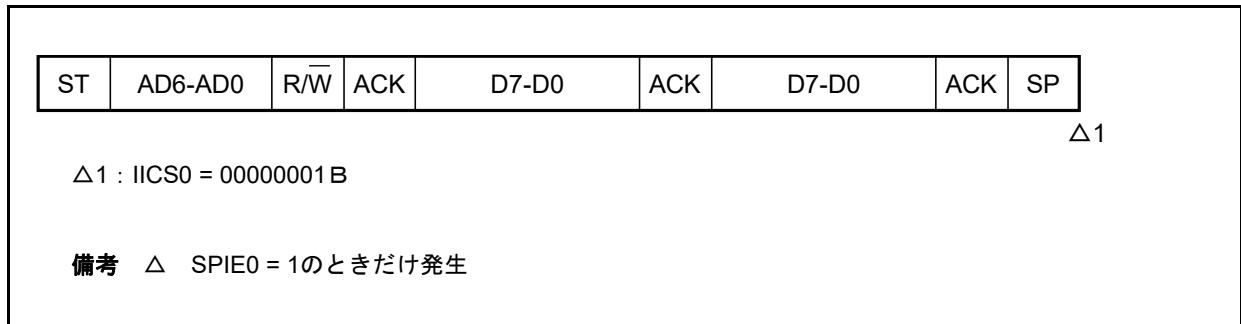 ST AD6-AD0 R/W̅ ACK D7-D0 ACK D7-D0 ACK SP
△1
△1：IICS0 = 00000001Ｂ
備考 △ SPIE0 = 1のときだけ発生